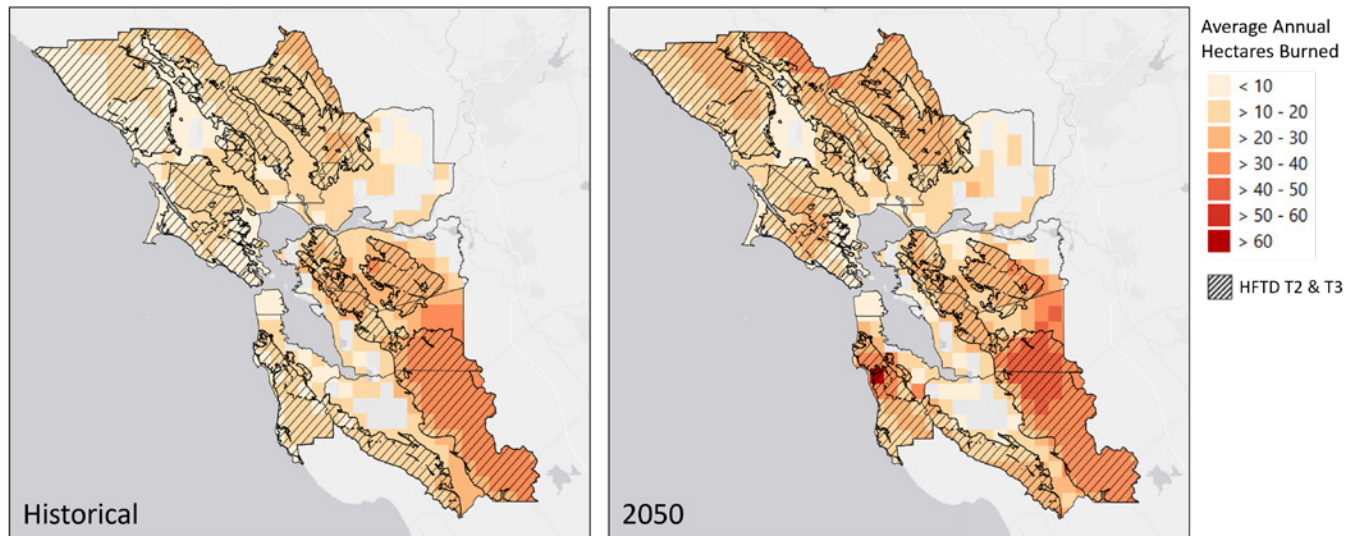 Historical
2050
Average Annual
Hectares Burned
< 10
> 10 - 20
> 20 - 30
> 30 - 40
> 40 - 50
> 50 - 60
> 60
HFTD T2 & T3